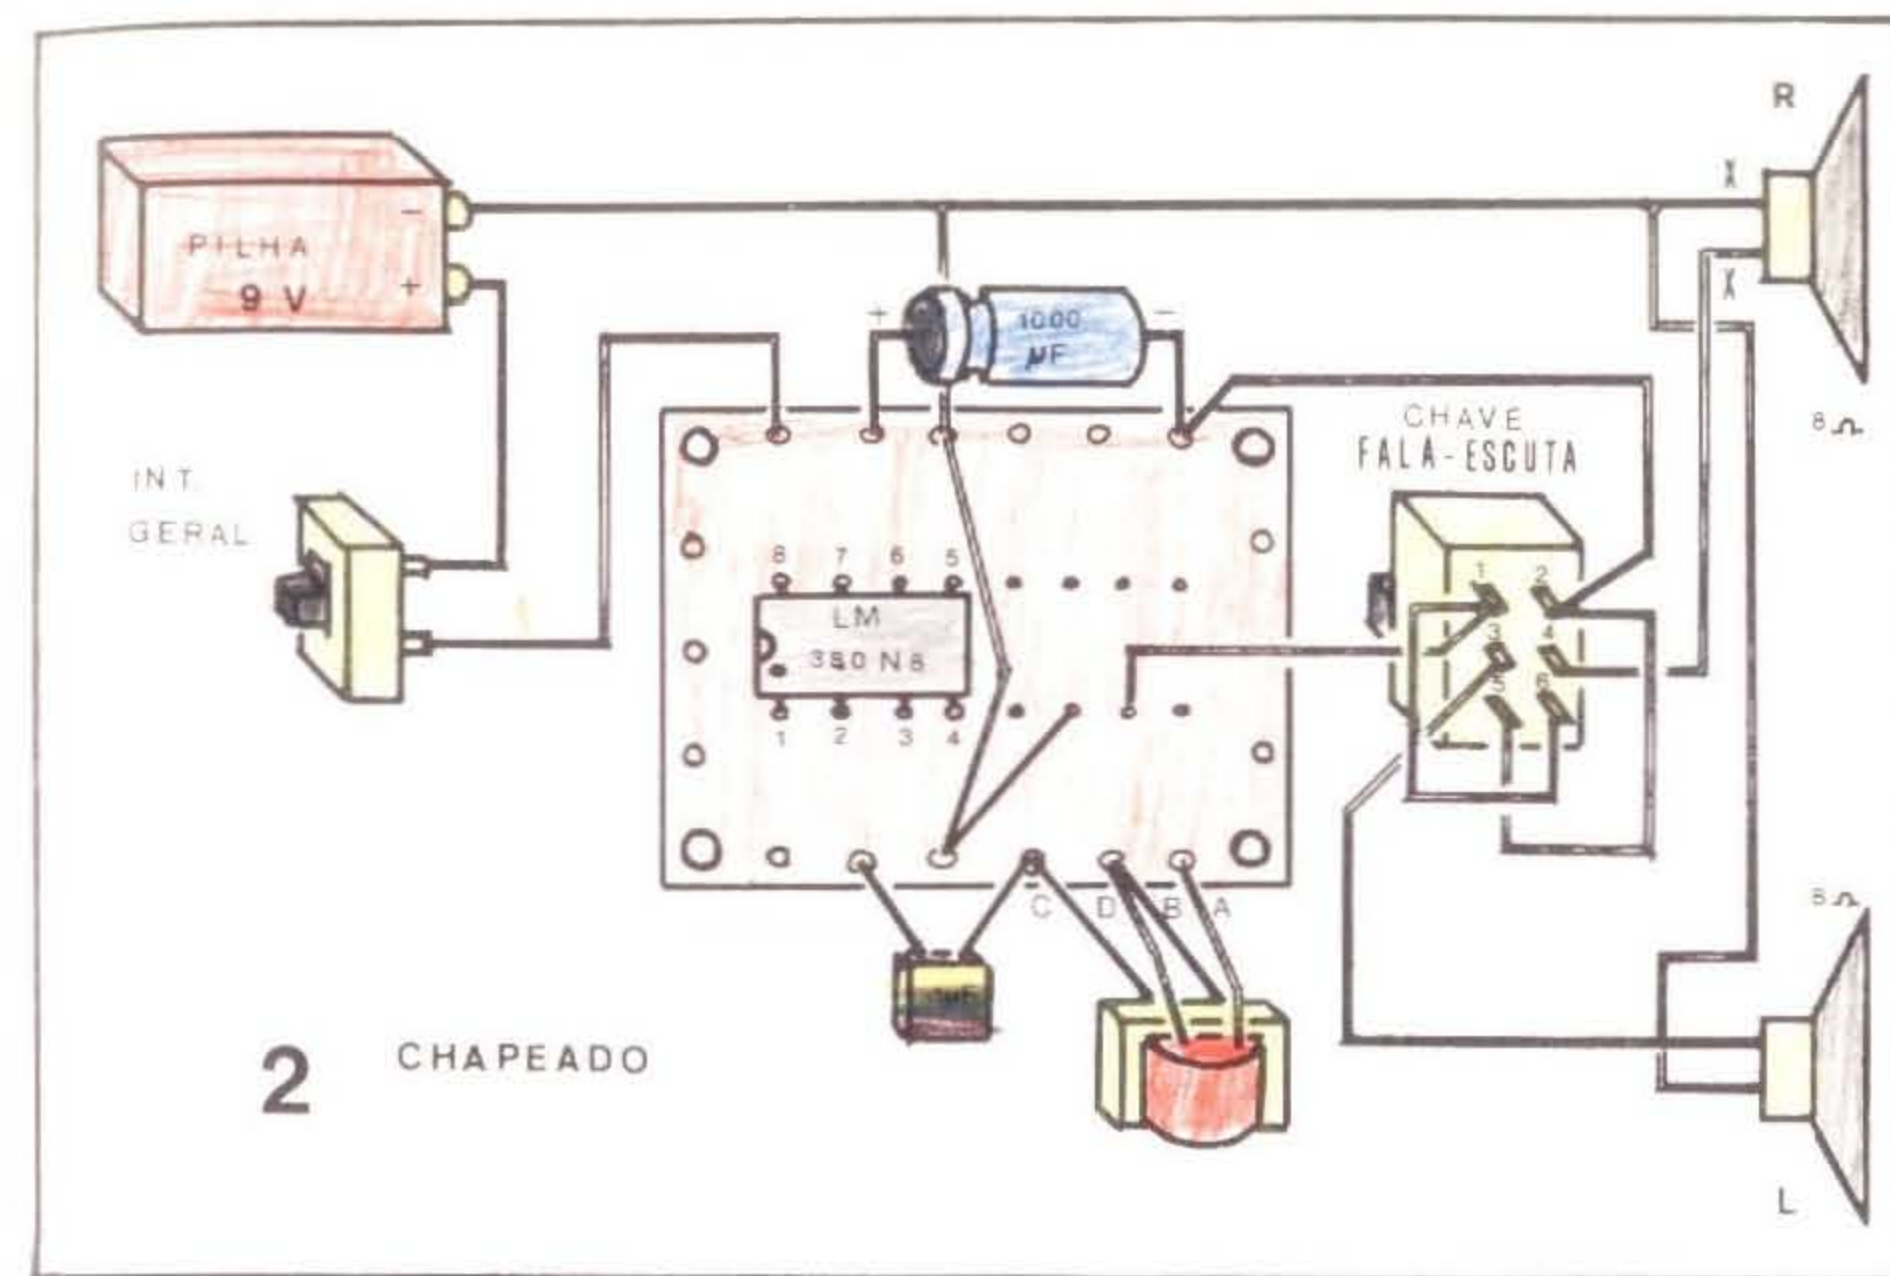 R
X
PILHA
9 V
−
+
X
+
1000
µF
−
8Ω
CHAVE
FALA-ESCUTA
INT.
GERAL
8 7 6 5
LM
380 N8
1 2 3 4
1 2
3 4
5 6
C D B A
8Ω
2 CHAPEADO
L